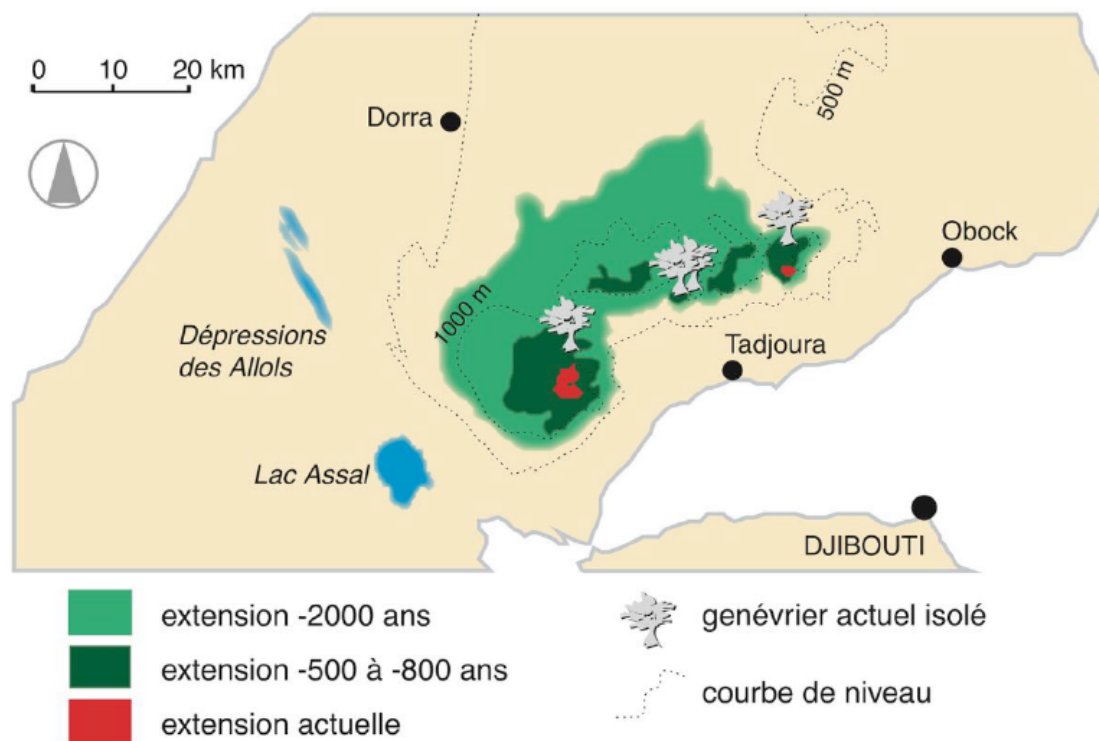 0 10 20 km
500 m
Dorra
Obock
1000 m
Dépressions
des Allols
Tadjoura
Lac Assal
DJIBOUTI
extension -2000 ans
genévrier actuel isolé
extension -500 à -800 ans
courbe de niveau
extension actuelle